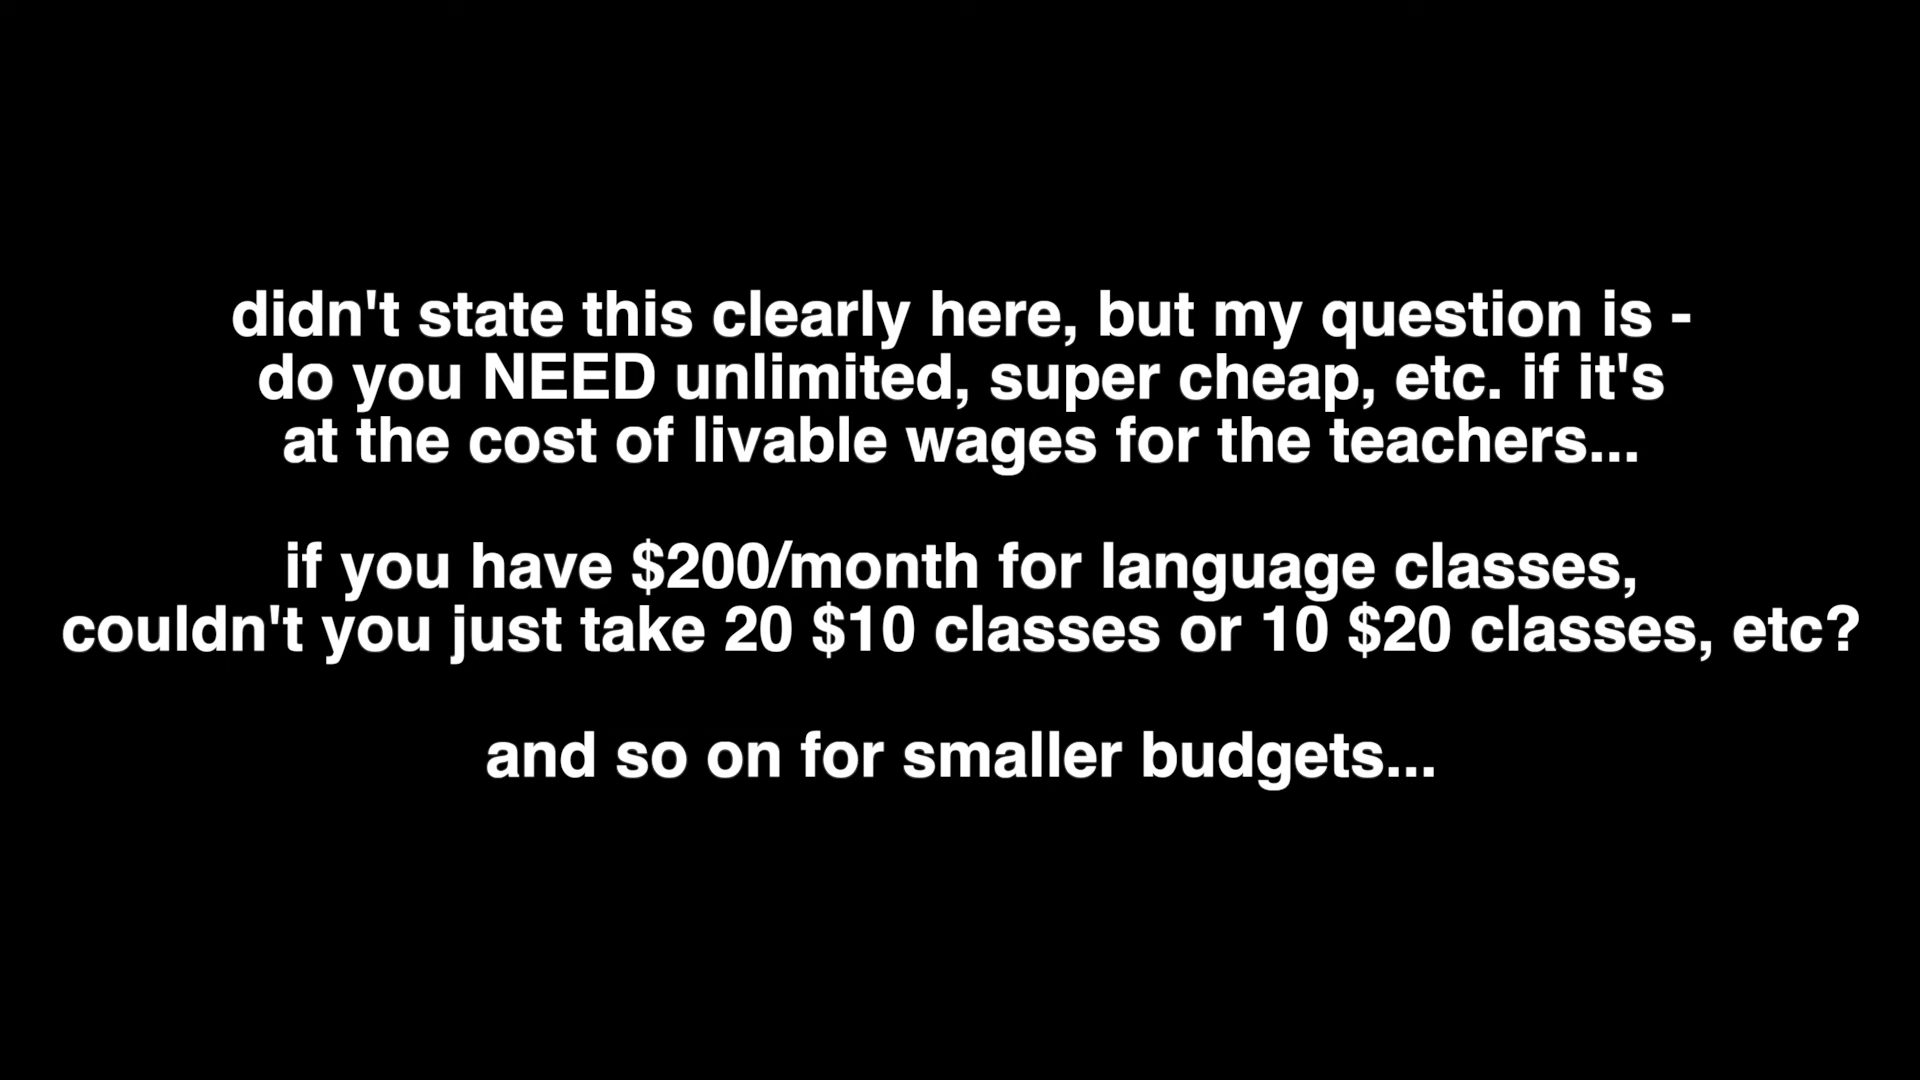 didn't state this clearly here, but my question is -
do you NEED unlimited, super cheap, etc. if it's
at the cost of livable wages for the teachers...
if you have $200/month for language classes,
couldn't you just take 20 $10 classes or 10 $20 classes, etc?
and so on for smaller budgets...